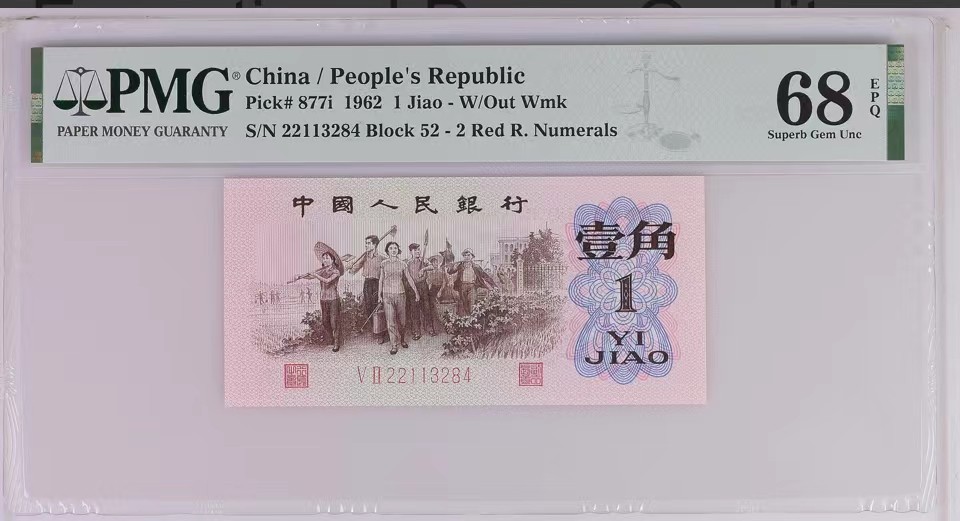 PMG®
PAPER MONEY GUARANTY
China / People's Republic
Pick# 877i 1962 1 Jiao - W/Out Wmk
S/N 22113284 Block 52 - 2 Red R. Numerals
68
EPQ
Superb Gem Unc
中國人民銀行
壹角
1
YI
JIAO
V II 22113284